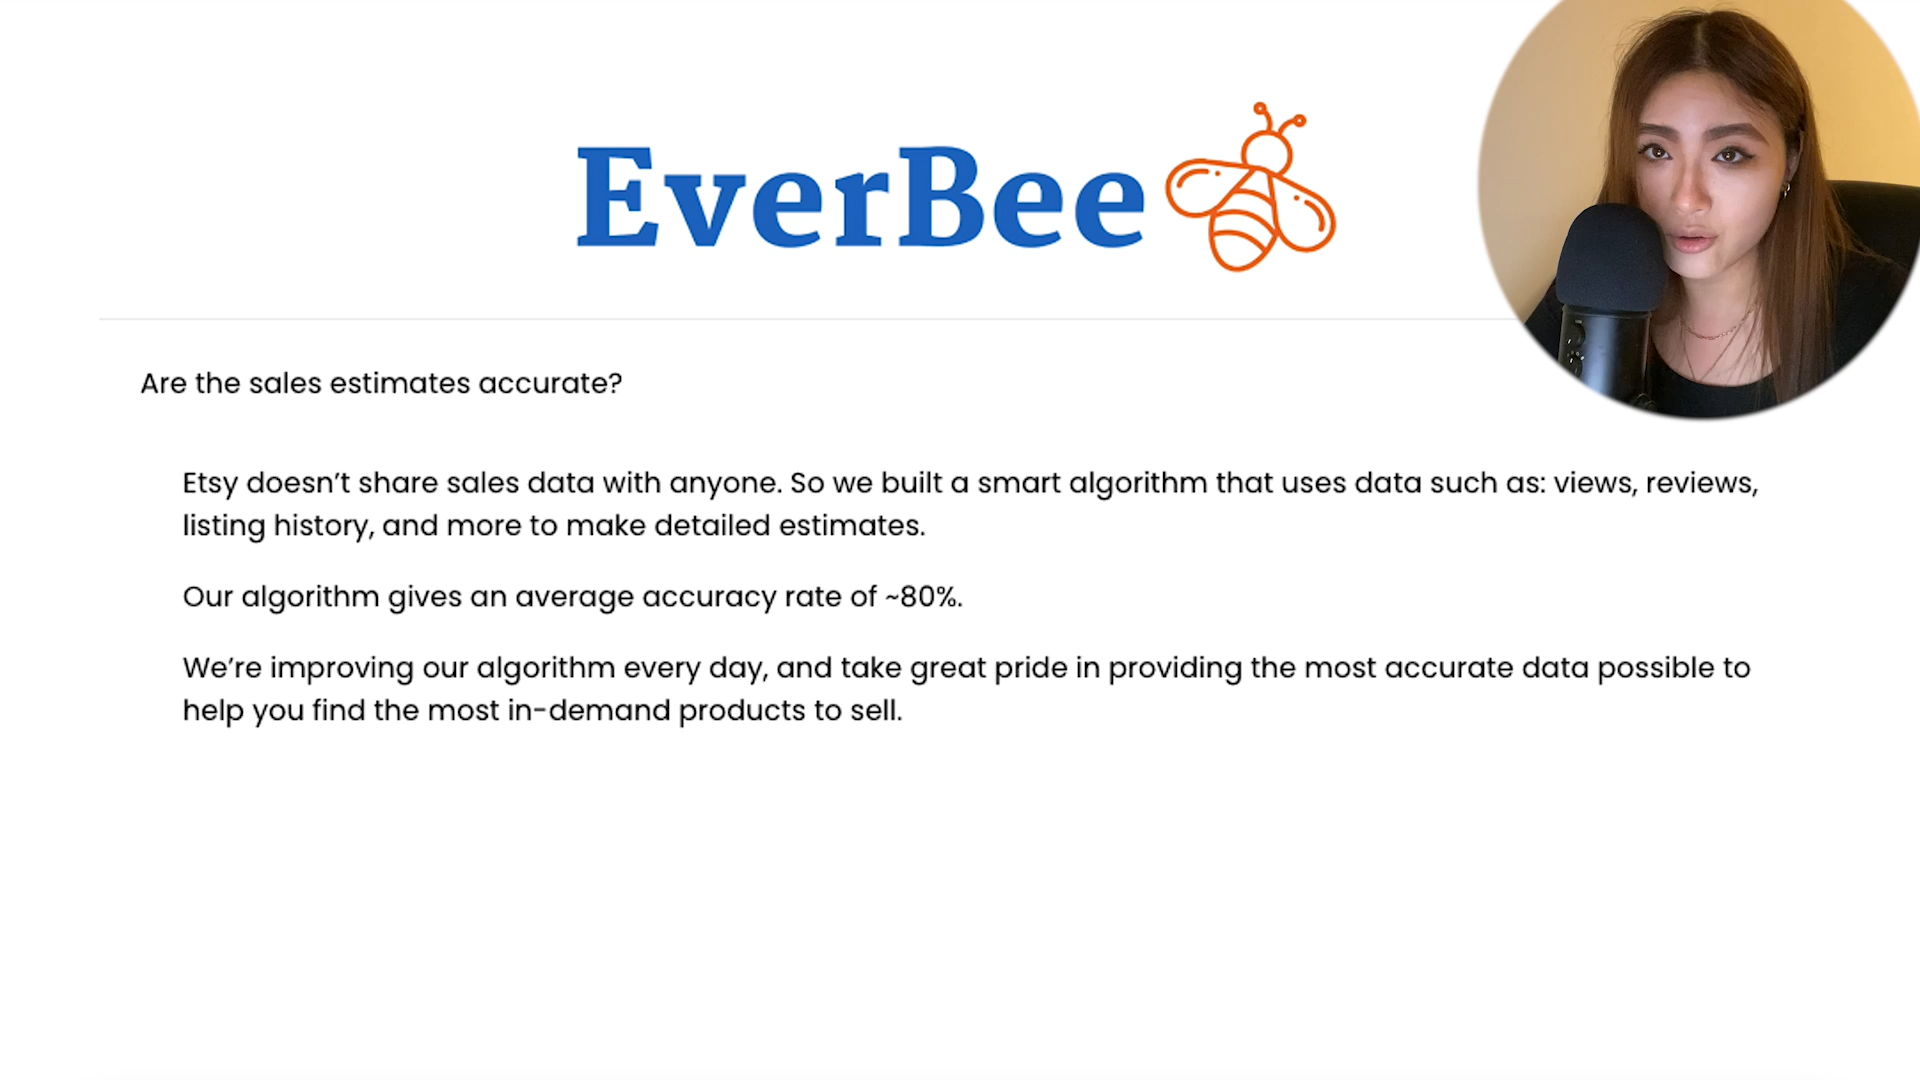 EverBee
Are the sales estimates accurate?
Etsy doesn’t share sales data with anyone. So we built a smart algorithm that uses data such as: views, reviews,
listing history, and more to make detailed estimates.
Our algorithm gives an average accuracy rate of ~80%.
We’re improving our algorithm every day, and take great pride in providing the most accurate data possible to
help you find the most in-demand products to sell.